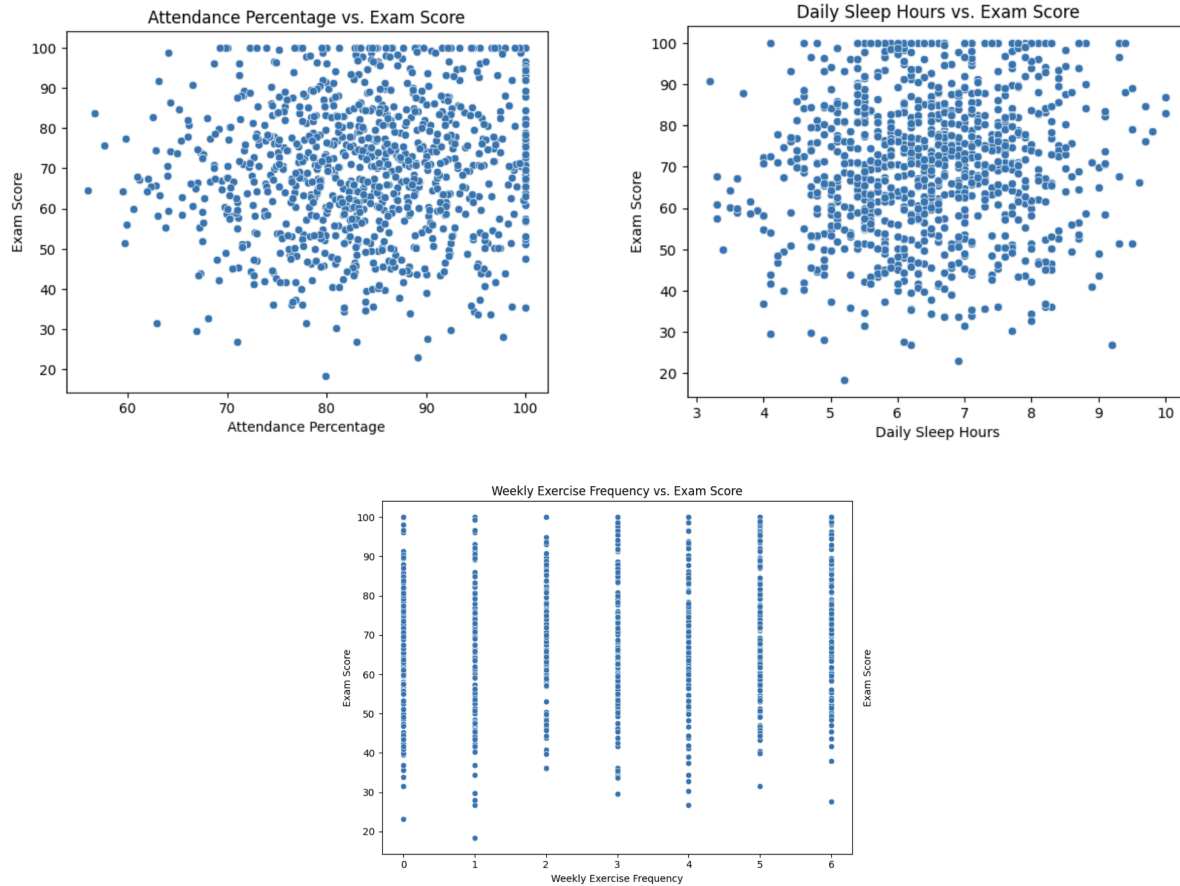 Attendance Percentage vs. Exam Score
Exam Score
100
90
80
70
60
50
40
30
20
60 70 80 90 100
Attendance Percentage
Daily Sleep Hours vs. Exam Score
Exam Score
100
90
80
70
60
50
40
30
20
3 4 5 6 7 8 9 10
Daily Sleep Hours
Weekly Exercise Frequency vs. Exam Score
Exam Score
100
90
80
70
60
50
40
30
20
0 1 2 3 4 5 6
Weekly Exercise Frequency
Exam Score